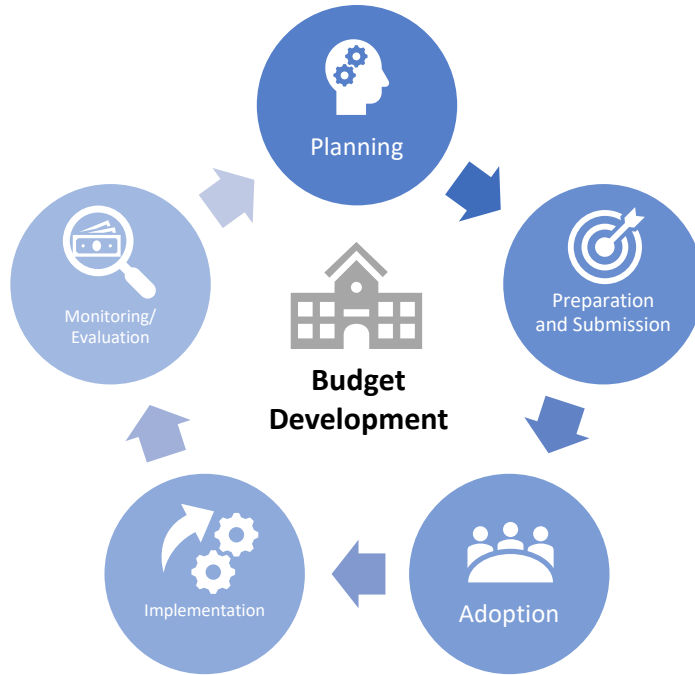 Planning
Preparation
and Submission
Adoption
Implementation
Monitoring/
Evaluation
Budget
Development